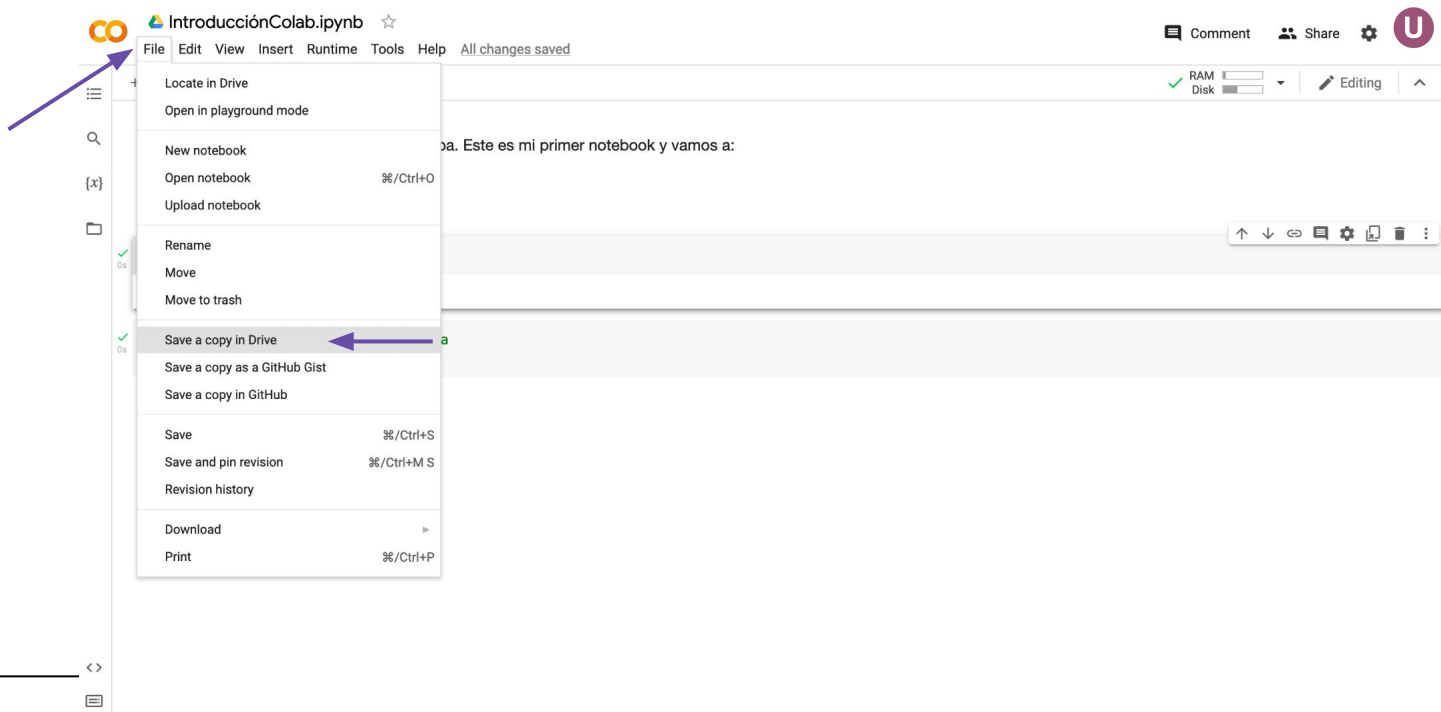 IntroducciónColab.ipynb
File Edit View Insert Runtime Tools Help All changes saved
Comment Share U
Locate in Drive
Open in playground mode
RAM
Disk
Editing
New notebook
Este es mi primer notebook y vamos a:
Open notebook ⌘/Ctrl+O
{x}
Upload notebook
Rename
0s
Move
Move to trash
Save a copy in Drive
a
0s
Save a copy as a GitHub Gist
Save a copy in GitHub
Save ⌘/Ctrl+S
Save and pin revision ⌘/Ctrl+M S
Revision history
Download
Print ⌘/Ctrl+P